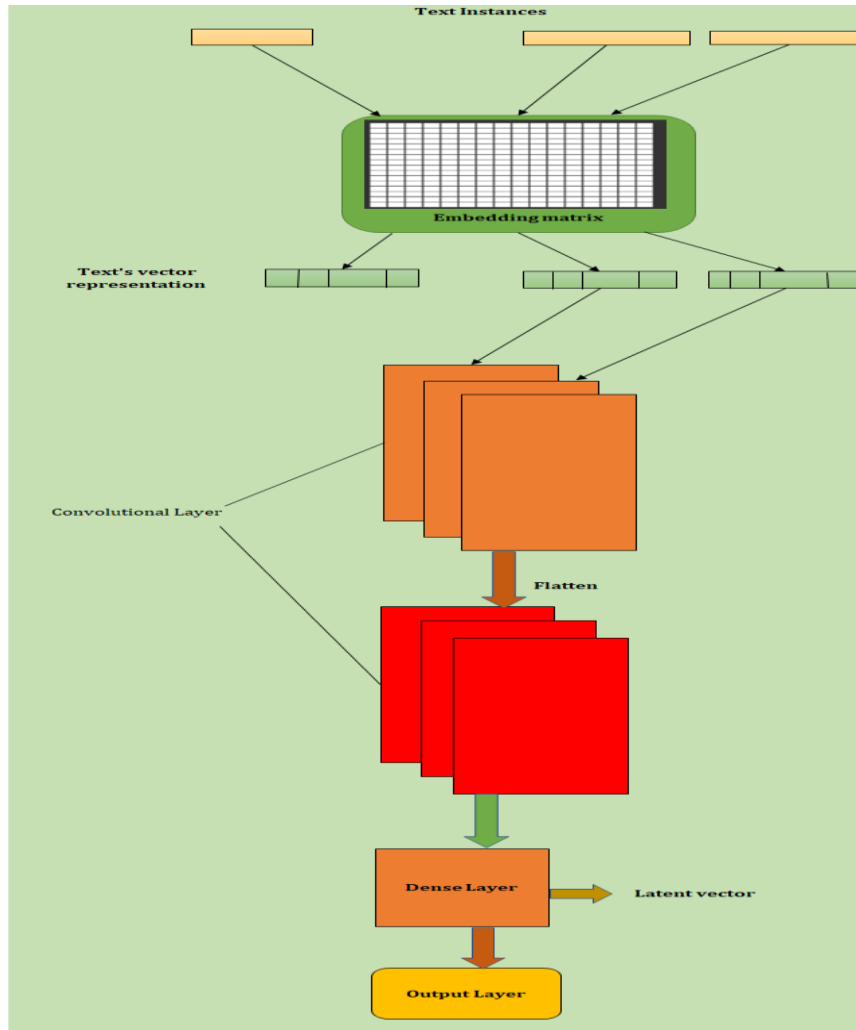 Text Instances
Embedding matrix
Text's vector
representation
Convolutional Layer
Flatten
Dense Layer
Latent vector
Output Layer